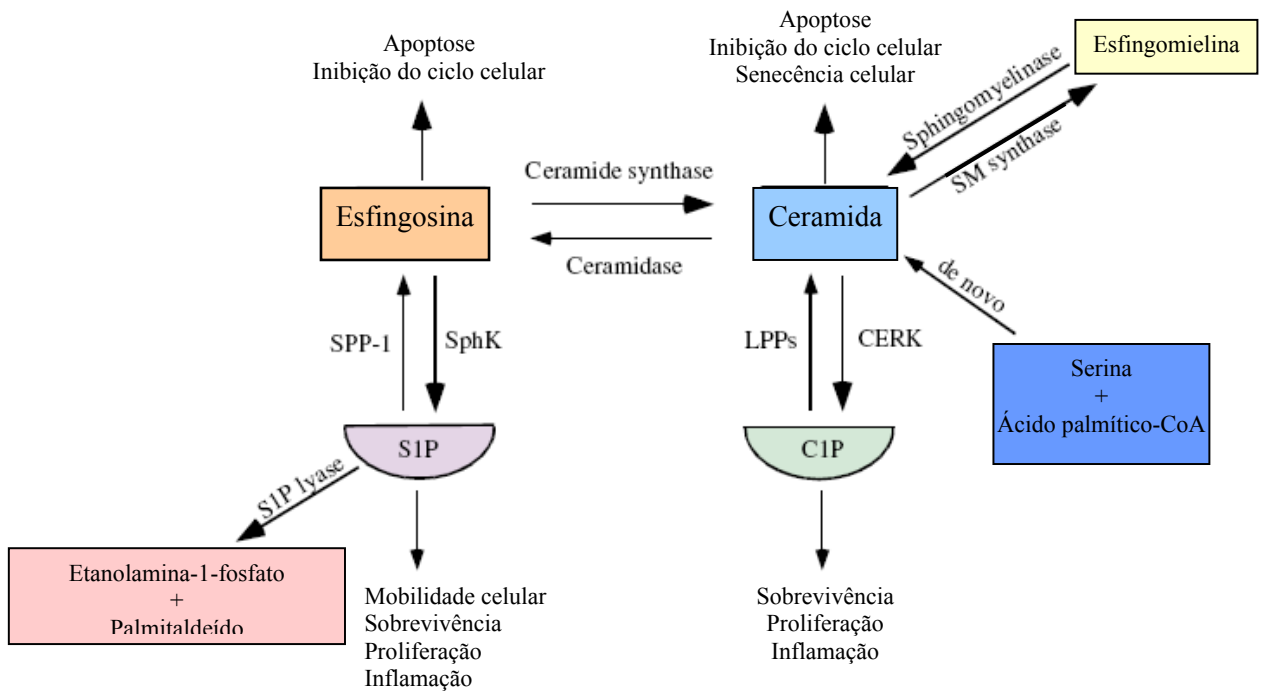 Apoptose
Inibição do ciclo celular
Apoptose
Inibição do ciclo celular
Senecência celular
Esfingomielina
Sphingomyelinase
SM synthase
Esfingosina
Ceramide synthase
Ceramidase
Ceramida
de novo
SPP-1
SphK
LPPs
CERK
Serina
+
Ácido palmítico-CoA
S1P
C1P
S1P lyase
Etanolamina-1-fosfato
+
Palmitaldeído
Mobilidade celular
Sobrevivência
Proliferação
Inflamação
Sobrevivência
Proliferação
Inflamação